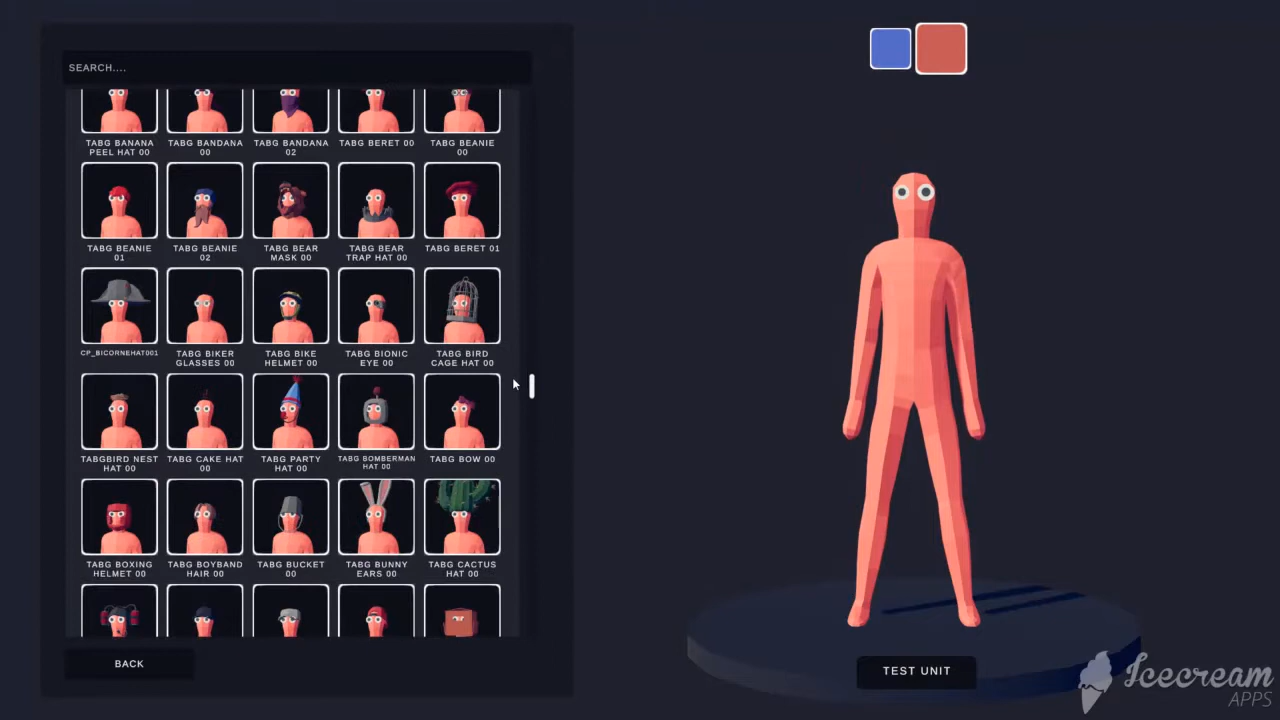 SEARCH....
TABG BANANA
PEEL HAT 00
TABG BANDANA
00
TABG BANDANA
02
TABG BERET 00
TABG BEANIE
00
TABG BEANIE
01
TABG BEANIE
02
TABG BEAR
MASK 00
TABG BEAR
TRAP HAT 00
TABG BERET 01
CP_BICORNEHAT001
TABG BIKER
GLASSES 00
TABG BIKE
HELMET 00
TABG BIONIC
EYE 00
TABG BIRD
CAGE HAT 00
TABGBIRD NEST
HAT 00
TABG CAKE HAT
00
TABG PARTY
HAT 00
TABG BOMBERMAN
HAT 00
TABG BOW 00
TABG BOXING
HELMET 00
TABG BOYBAND
HAIR 00
TABG BUCKET
00
TABG BUNNY
EARS 00
TABG CACTUS
HAT 00
BACK
TEST UNIT
Icecream
APPS